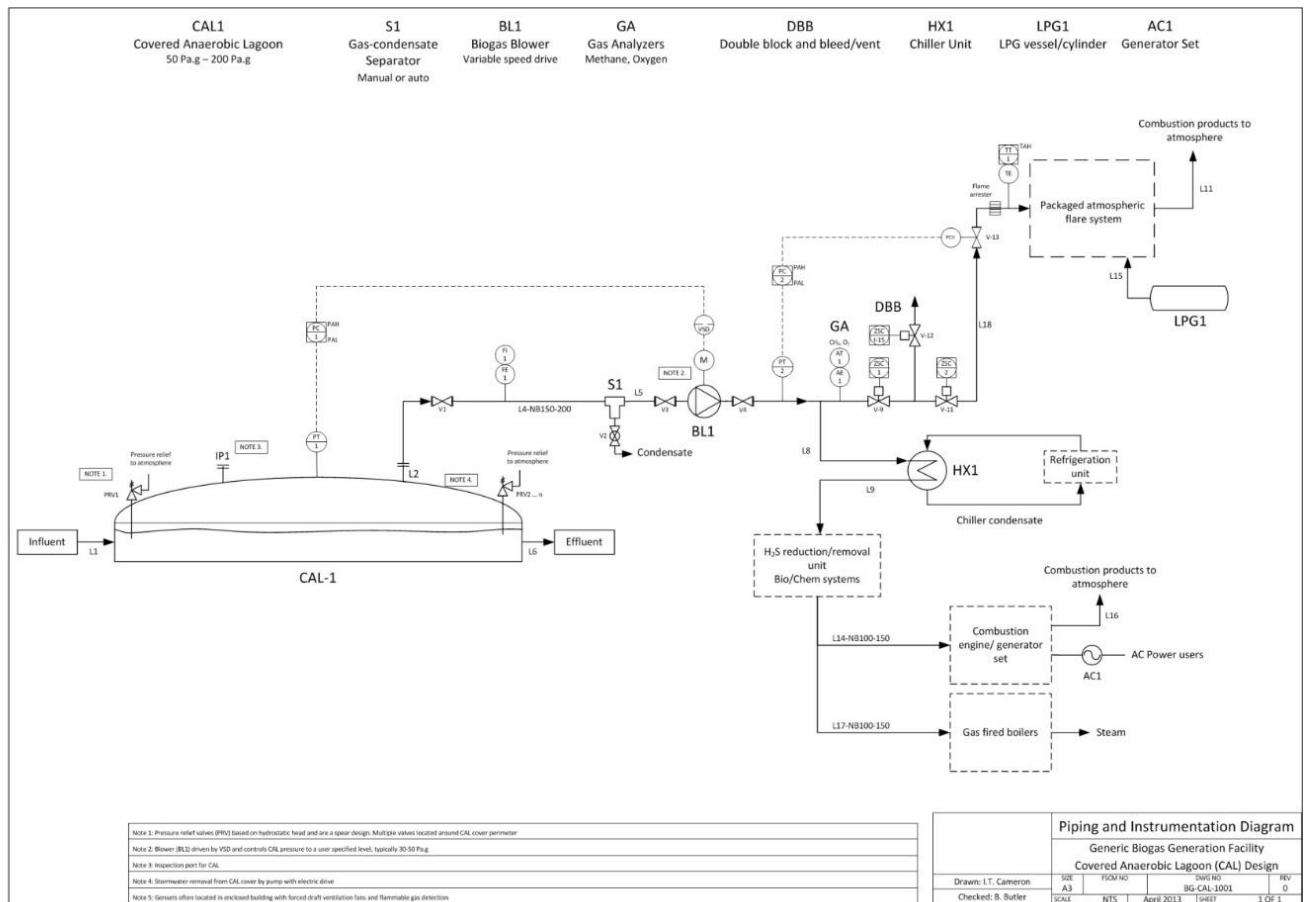 CAL1
Covered Anaerobic Lagoon
50 Pa.g – 200 Pa.g
S1
Gas-condensate
Separator
Manual or auto
BL1
Biogas Blower
Variable speed drive
GA
Gas Analyzers
Methane, Oxygen
DBB
Double block and bleed/vent
HX1
Chiller Unit
LPG1
LPG vessel/cylinder
AC1
Generator Set
Combustion products to
atmosphere
L11
TT
1
TAH
TE
Flame
arrester
Packaged atmospheric
flare system
PCV
V-13
L15
LPG1
L18
PC
2
PAH
PAL
DBB
ZSC
I-15
V-12
GA
CH₄, O₂
AT
1
AE
1
ZSC
1
ZSC
2
V-9
V-11
PC
1
PAH
PAL
VSD
M
NOTE 2.
FI
1
FE
1
S1
L5
PT
2
V1
L4-NB150-200
V3
BL1
V4
V2
Condensate
PT
1
NOTE 3.
IP1
NOTE 1.
Pressure relief
to atmosphere
PRV1
L2
NOTE 4.
Pressure relief
to atmosphere
PRV2 ... n
L8
HX1
L9
Refrigeration
unit
Chiller condensate
Influent
L1
L6
Effluent
CAL-1
H₂S reduction/removal
unit
Bio/Chem systems
Combustion products to
atmosphere
L16
L14-NB100-150
Combustion
engine/ generator
set
AC1
AC Power users
L17-NB100-150
Gas fired boilers
Steam
Note 1: Pressure relief valves (PRV) based on hydrostatic head and are a spear design. Multiple valves located around CAL cover perimeter
Note 2: Blower (BL1) driven by VSD and controls CAL pressure to a user specified level, typically 30-50 Pa.g
Note 3: Inspection port for CAL
Note 4: Stormwater removal from CAL cover by pump with electric drive
Note 5: Gensets often located in enclosed building with forced draft ventilation fans and flammable gas detection
Piping and Instrumentation Diagram
Generic Biogas Generation Facility
Covered Anaerobic Lagoon (CAL) Design
Drawn: I.T. Cameron
Checked: B. Butler
SIZE
A3
FSCM NO
DWG NO
BG-CAL-1001
REV
0
SCALE
NTS
April 2013
SHEET
1 OF 1